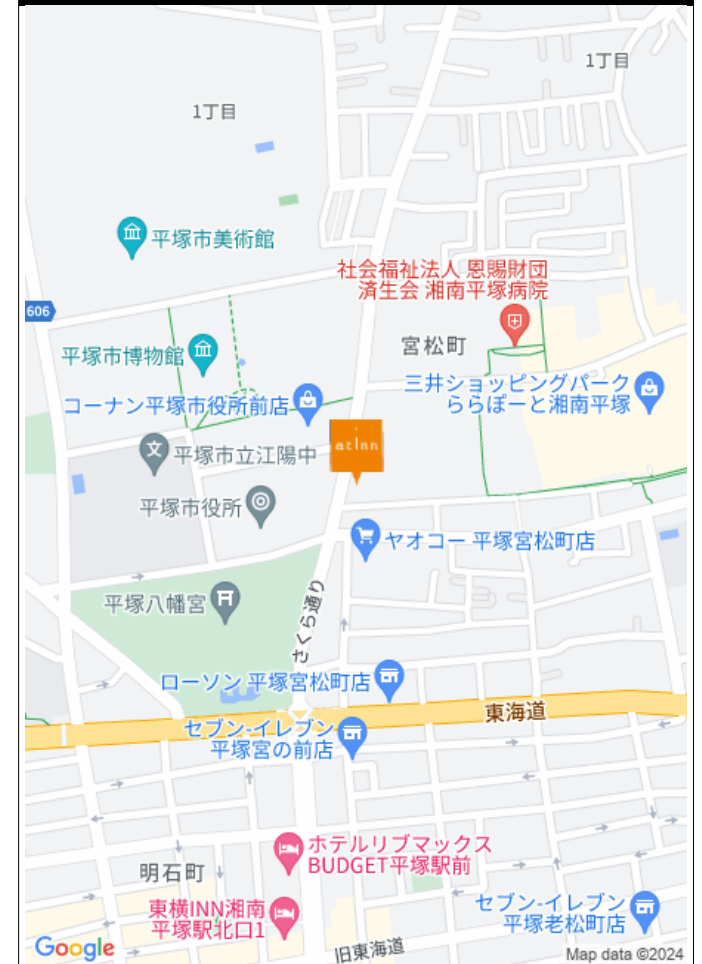 1丁目
1丁目
平塚市美術館
社会福祉法人 恩賜財団
済生会 湘南平塚病院
606
宮松町
平塚市博物館
三井ショッピングパーク
ららぽーと湘南平塚
コーナン平塚市役所前店
at inn
平塚市立江陽中
平塚市役所
ヤオコー 平塚宮松町店
平塚八幡宮
さくら通り
ローソン 平塚宮松町店
東海道
セブン-イレブン
平塚宮の前店
ホテルリブマックス
BUDGET平塚駅前
明石町
東横INN湘南
平塚駅北口1
セブン-イレブン
平塚老松町店
旧東海道
Google
Map data ©2024